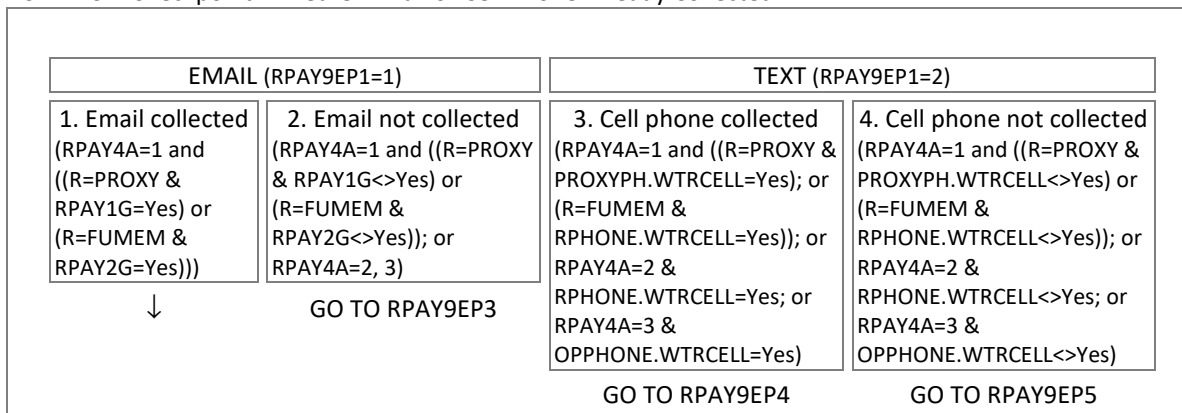 EMAIL (RPAY9EP1=1)
TEXT (RPAY9EP1=2)
1. Email collected
(RPAY4A=1 and
((R=PROXY &
RPAY1G=Yes) or
(R=FUMEM &
RPAY2G=Yes)))
↓
2. Email not collected
(RPAY4A=1 and ((R=PROXY
& RPAY1G<>Yes) or
(R=FUMEM &
RPAY2G<>Yes)); or
RPAY4A=2, 3)
GO TO RPAY9EP3
3. Cell phone collected
(RPAY4A=1 and ((R=PROXY &
PROXYPH.WTRCELL=Yes); or
(R=FUMEM &
RPHONE.WTRCELL=Yes)); or
RPAY4A=2 &
RPHONE.WTRCELL=Yes; or
RPAY4A=3 &
OPPHONE.WTRCELL=Yes)
GO TO RPAY9EP4
4. Cell phone not collected
(RPAY4A=1 and ((R=PROXY &
PROXYPH.WTRCELL<>Yes) or
(R=FUMEM &
RPHONE.WTRCELL<>Yes)); or
RPAY4A=2 &
RPHONE.WTRCELL<>Yes; or
RPAY4A=3 &
OPPHONE.WTRCELL<>Yes)
GO TO RPAY9EP5